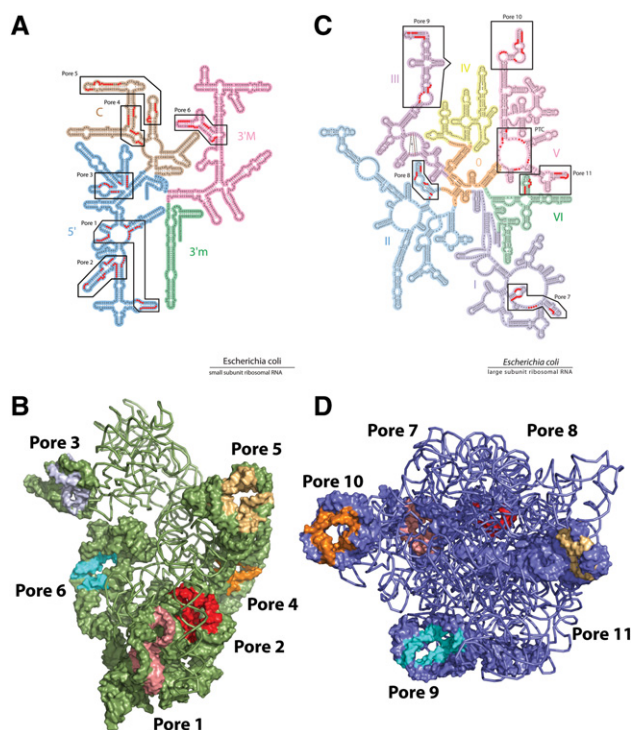 A
Pore 5
C
Pore 4
Pore 6
3'M
Pore 3
5'
Pore 1
3'm
Pore 2
Escherichia coli
small subunit ribosomal RNA
C
Pore 9
Pore 10
III
IV
PTC
0
V
Pore 8
Pore 11
II
VI
I
Pore 7
Escherichia coli
large subunit ribosomal RNA
B
Pore 3
Pore 5
Pore 6
Pore 4
Pore 2
Pore 1
D
Pore 7
Pore 8
Pore 10
Pore 11
Pore 9